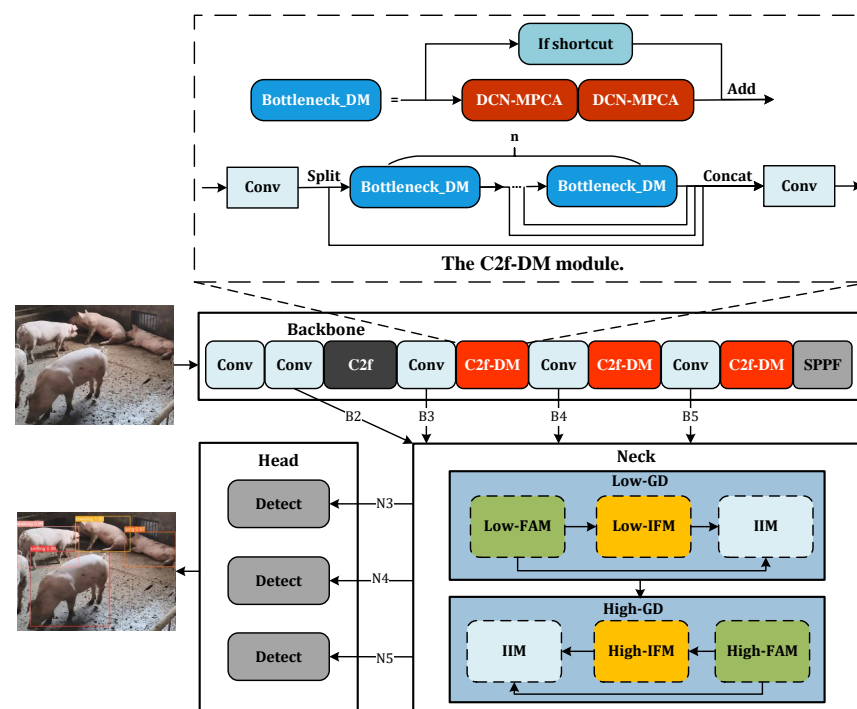 If shortcut
Bottleneck_DM
=
DCN-MPCA
DCN-MPCA
Add
n
Conv
Split
Bottleneck_DM
...
Bottleneck_DM
Concat
Conv
The C2f-DM module.
Backbone
Conv
Conv
C2f
Conv
C2f-DM
Conv
C2f-DM
Conv
C2f-DM
SPPF
B2
B3
B4
B5
Head
Detect
Detect
Detect
N3
N4
N5
Neck
Low-GD
Low-FAM
Low-IFM
IIM
High-GD
IIM
High-IFM
High-FAM